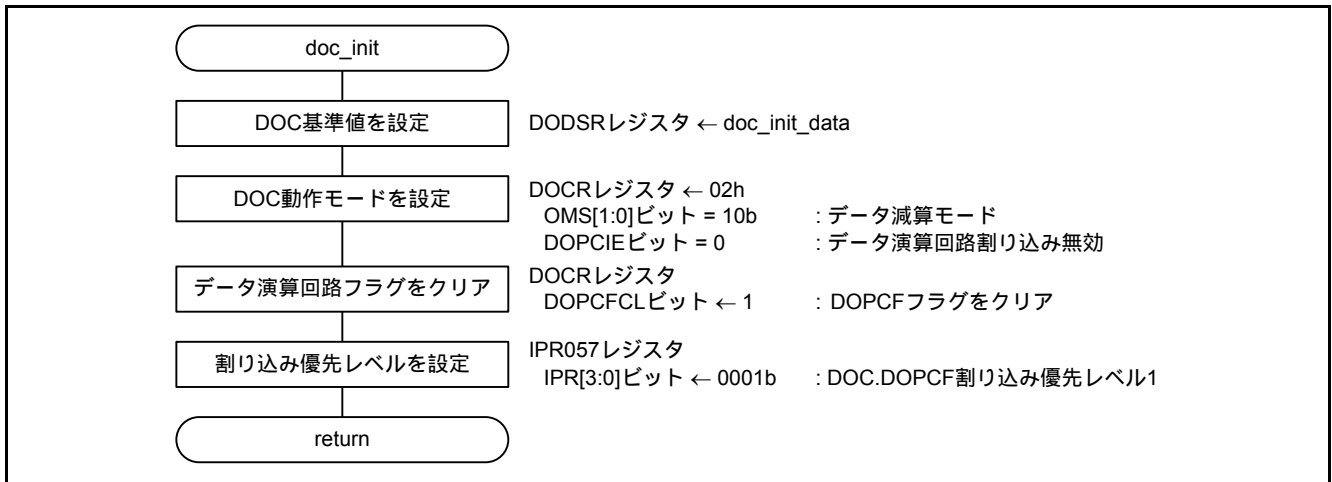 doc_init
DOC基準値を設定
DODSRレジスタ ← doc_init_data
DOC動作モードを設定
DOCRレジスタ ← 02h
OMS[1:0]ビット = 10b : データ減算モード
DOPCIEビット = 0 : データ演算回路割り込み無効
データ演算回路フラグをクリア
DOCRレジスタ
DOPCFCLビット ← 1 : DOPCFフラグをクリア
割り込み優先レベルを設定
IPR057レジスタ
IPR[3:0]ビット ← 0001b : DOC.DOPCF割り込み優先レベル1
return